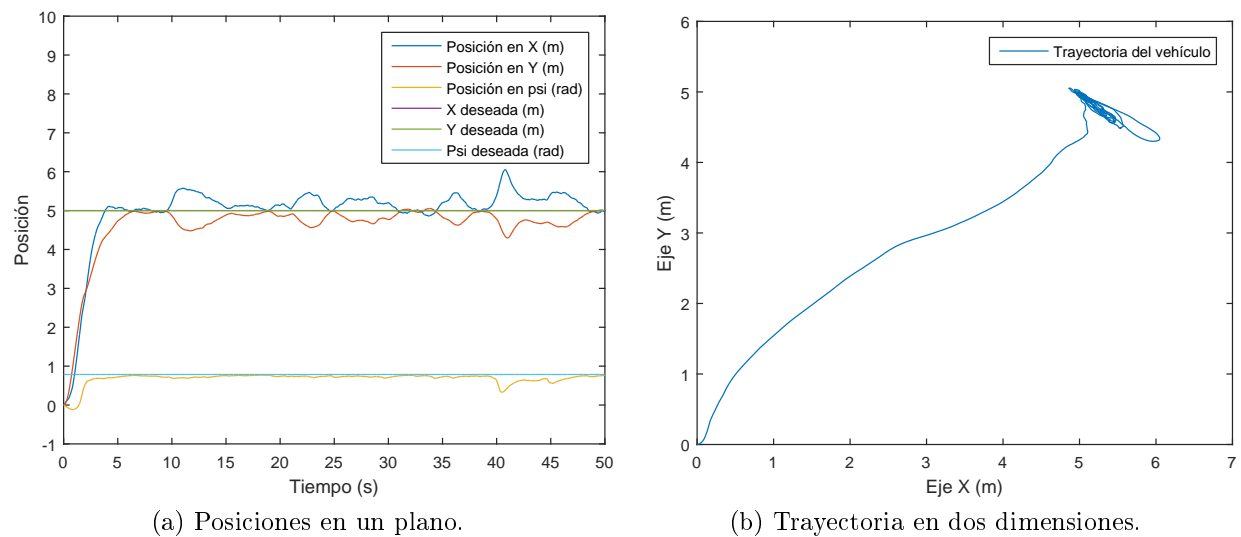 10
9
8
7
6
5
4
3
2
1
0
-1
Posición
Posición en X (m)
Posición en Y (m)
Posición en psi (rad)
X deseada (m)
Y deseada (m)
Psi deseada (rad)
0 5 10 15 20 25 30 35 40 45 50
Tiempo (s)
(a) Posiciones en un plano.
6
5
4
3
2
1
0
Eje Y (m)
Trayectoria del vehículo
0 1 2 3 4 5 6 7
Eje X (m)
(b) Trayectoria en dos dimensiones.